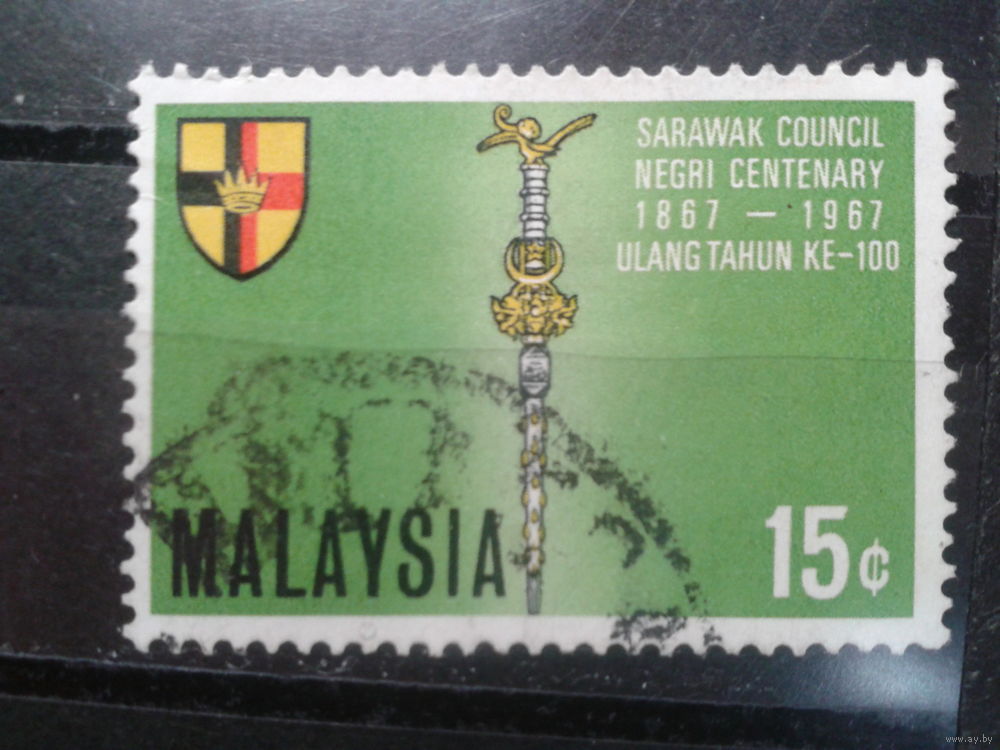 SARAWAK COUNCIL
NEGRI CENTENARY
1867 — 1967
ULANG TAHUN KE-100
MALAYSIA
15¢
www.ay.by